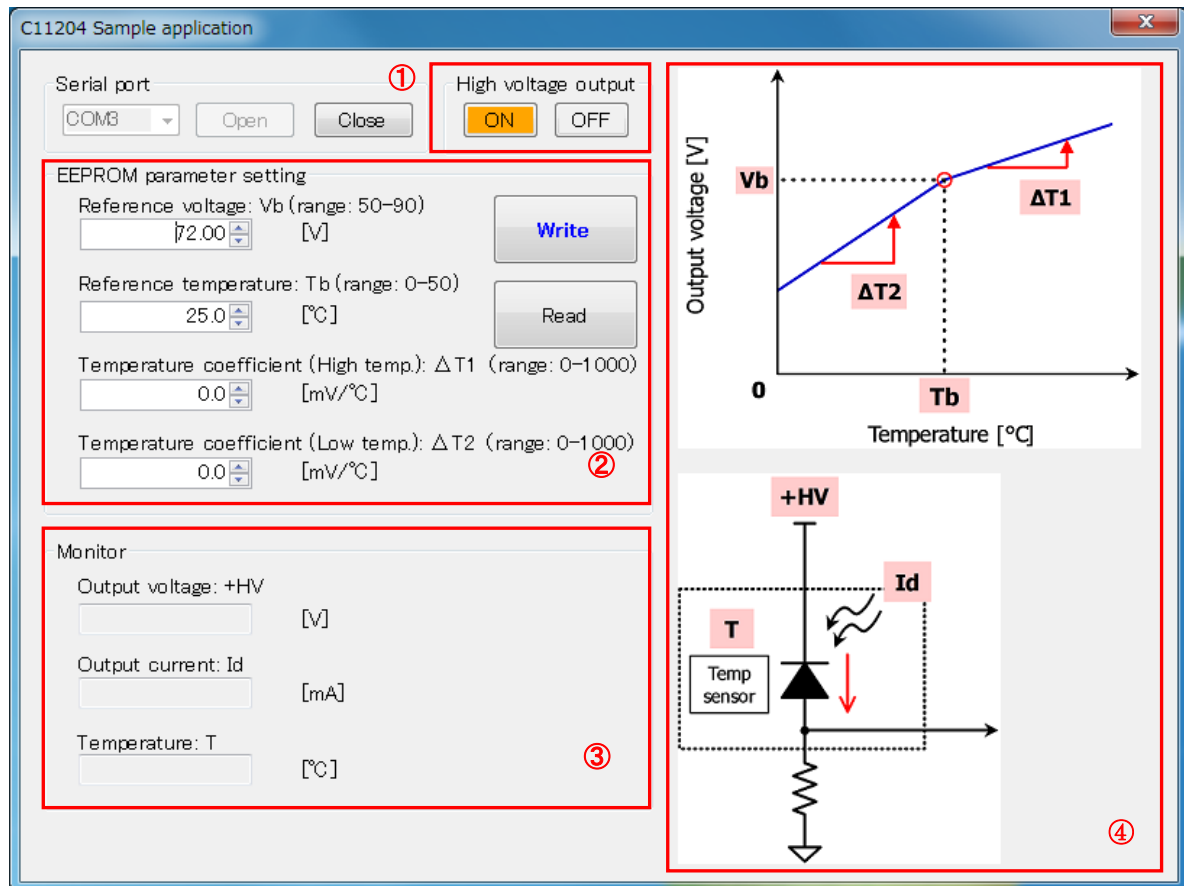 C11204 Sample application
x
Serial port
①
High voltage output
COM3
Open
Close
ON
OFF
EEPROM parameter setting
Reference voltage: Vb (range: 50-90)
72.00
[V]
Write
Reference temperature: Tb (range: 0-50)
25.0
[℃]
Read
Temperature coefficient (High temp.): △T1 (range: 0-1000)
0.0
[mV/℃]
Temperature coefficient (Low temp.): △T2 (range: 0-1000)
0.0
[mV/℃]
②
Monitor
Output voltage: +HV
[V]
Output current: Id
[mA]
Temperature: T
[℃]
③
Output voltage [V]
Vb
ΔT1
ΔT2
0
Tb
Temperature [°C]
+HV
Id
T
Temp
sensor
④